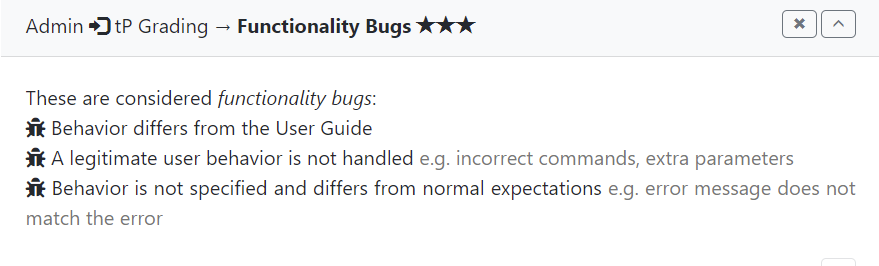 Admin tP Grading → Functionality Bugs ★★★
These are considered functionality bugs:
Behavior differs from the User Guide
A legitimate user behavior is not handled e.g. incorrect commands, extra parameters
Behavior is not specified and differs from normal expectations e.g. error message does not
match the error